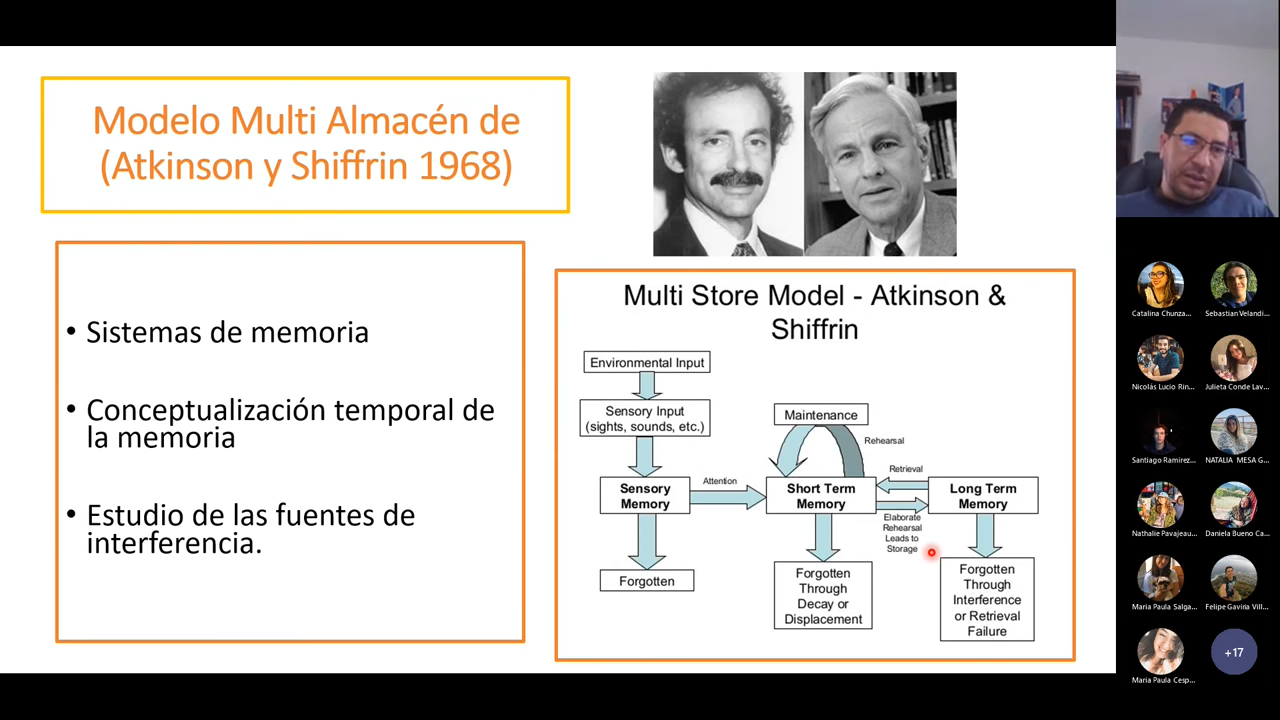 Modelo Multi Almacén de
(Atkinson y Shiffrin 1968)
• Sistemas de memoria
• Conceptualización temporal de
la memoria
• Estudio de las fuentes de
interferencia.
Multi Store Model - Atkinson &
Shiffrin
Environmental Input
Sensory Input
(sights, sounds, etc.)
Maintenance
Rehearsal
Sensory
Memory
Attention
Short Term
Memory
Retrieval
Elaborate
Rehearsal
Leads to
Storage
Long Term
Memory
Forgotten
Forgotten
Through
Decay or
Displacement
Forgotten
Through
Interference
or Retrieval
Failure
Catalina Chunza...
Sebastian Velandi...
Nicolás Lucio Rin...
Julieta Conde Lav...
Santiago Ramirez...
NATALIA MESA G...
Nathalie Pavajeau...
Daniela Bueno Ca...
Maria Paula Salga...
Felipe Gaviria Vill...
Maria Paula Cesp...
+17